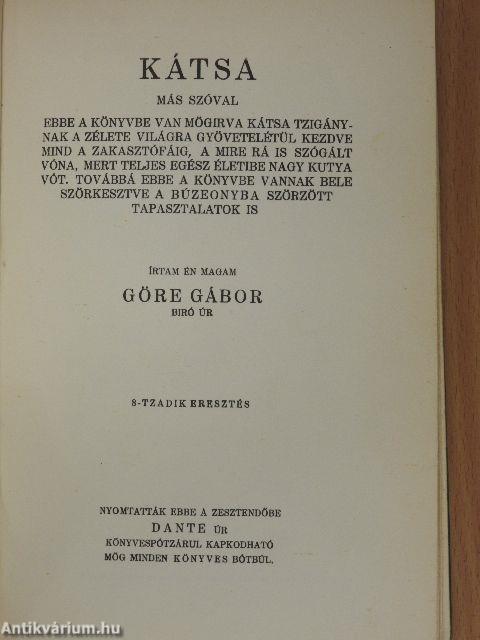 KÁTSA
MÁS SZÓVAL
EBBE A KÖNYVBE VAN MÖGIRVA KÁTSA TZIGÁNY-
NAK A ZÉLETE VILÁGRA GYÖVETELÉTÜL KEZDVE
MIND A ZAKASZTÓFÁIG, A MIRE RÁ IS SZÓGÁLT
VÓNA, MERT TELJES EGÉSZ ÉLETIBE NAGY KUTYA
VÓT. TOVÁBBÁ EBBE A KÖNYVBE VANNAK BELE
SZÖRKESZTVE A BÚZEONYBA SZÖRZÖTT
TAPASZTALATOK IS
ÍRTAM ÉN MAGAM
GÖRE GÁBOR
BIRÓ ÚR
8-TZADIK ERESZTÉS
NYOMTATTÁK EBBE A ZESZTENDŐBE
DANTE ÚR
KÖNYVESPÓTZÁRUL KAPKODHATÓ
MÖG MINDEN KÖNYVES BÓTBÚL.
Antikvárium.hu